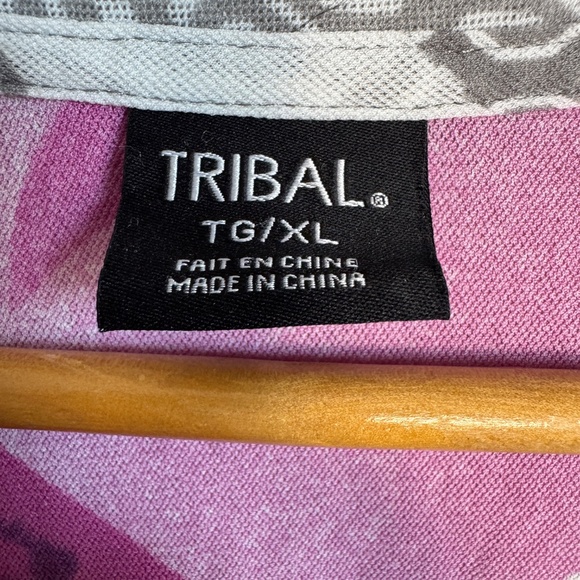 TRIBAL®
TG/XL
FAIT EN CHINE
MADE IN CHINA